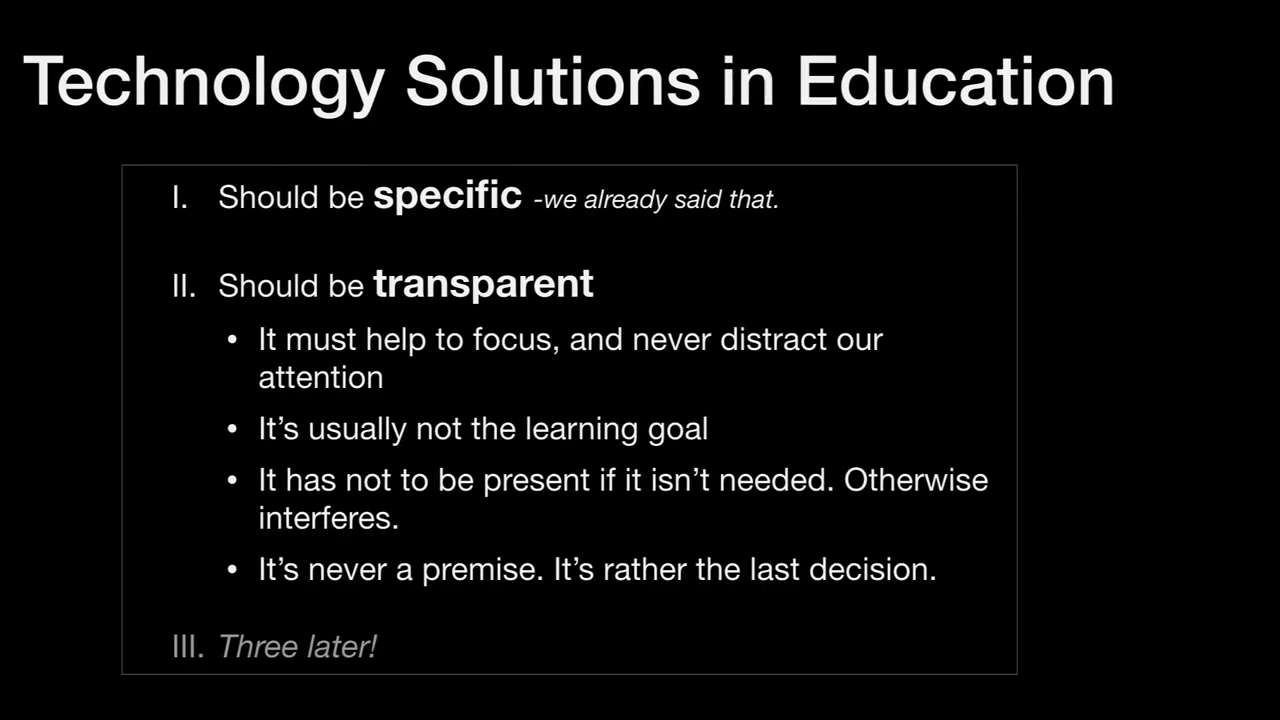 Technology Solutions in Education
I. Should be specific -we already said that.
II. Should be transparent
• It must help to focus, and never distract our
attention
• It’s usually not the learning goal
• It has not to be present if it isn’t needed. Otherwise
interferes.
• It’s never a premise. It’s rather the last decision.
III. Three later!